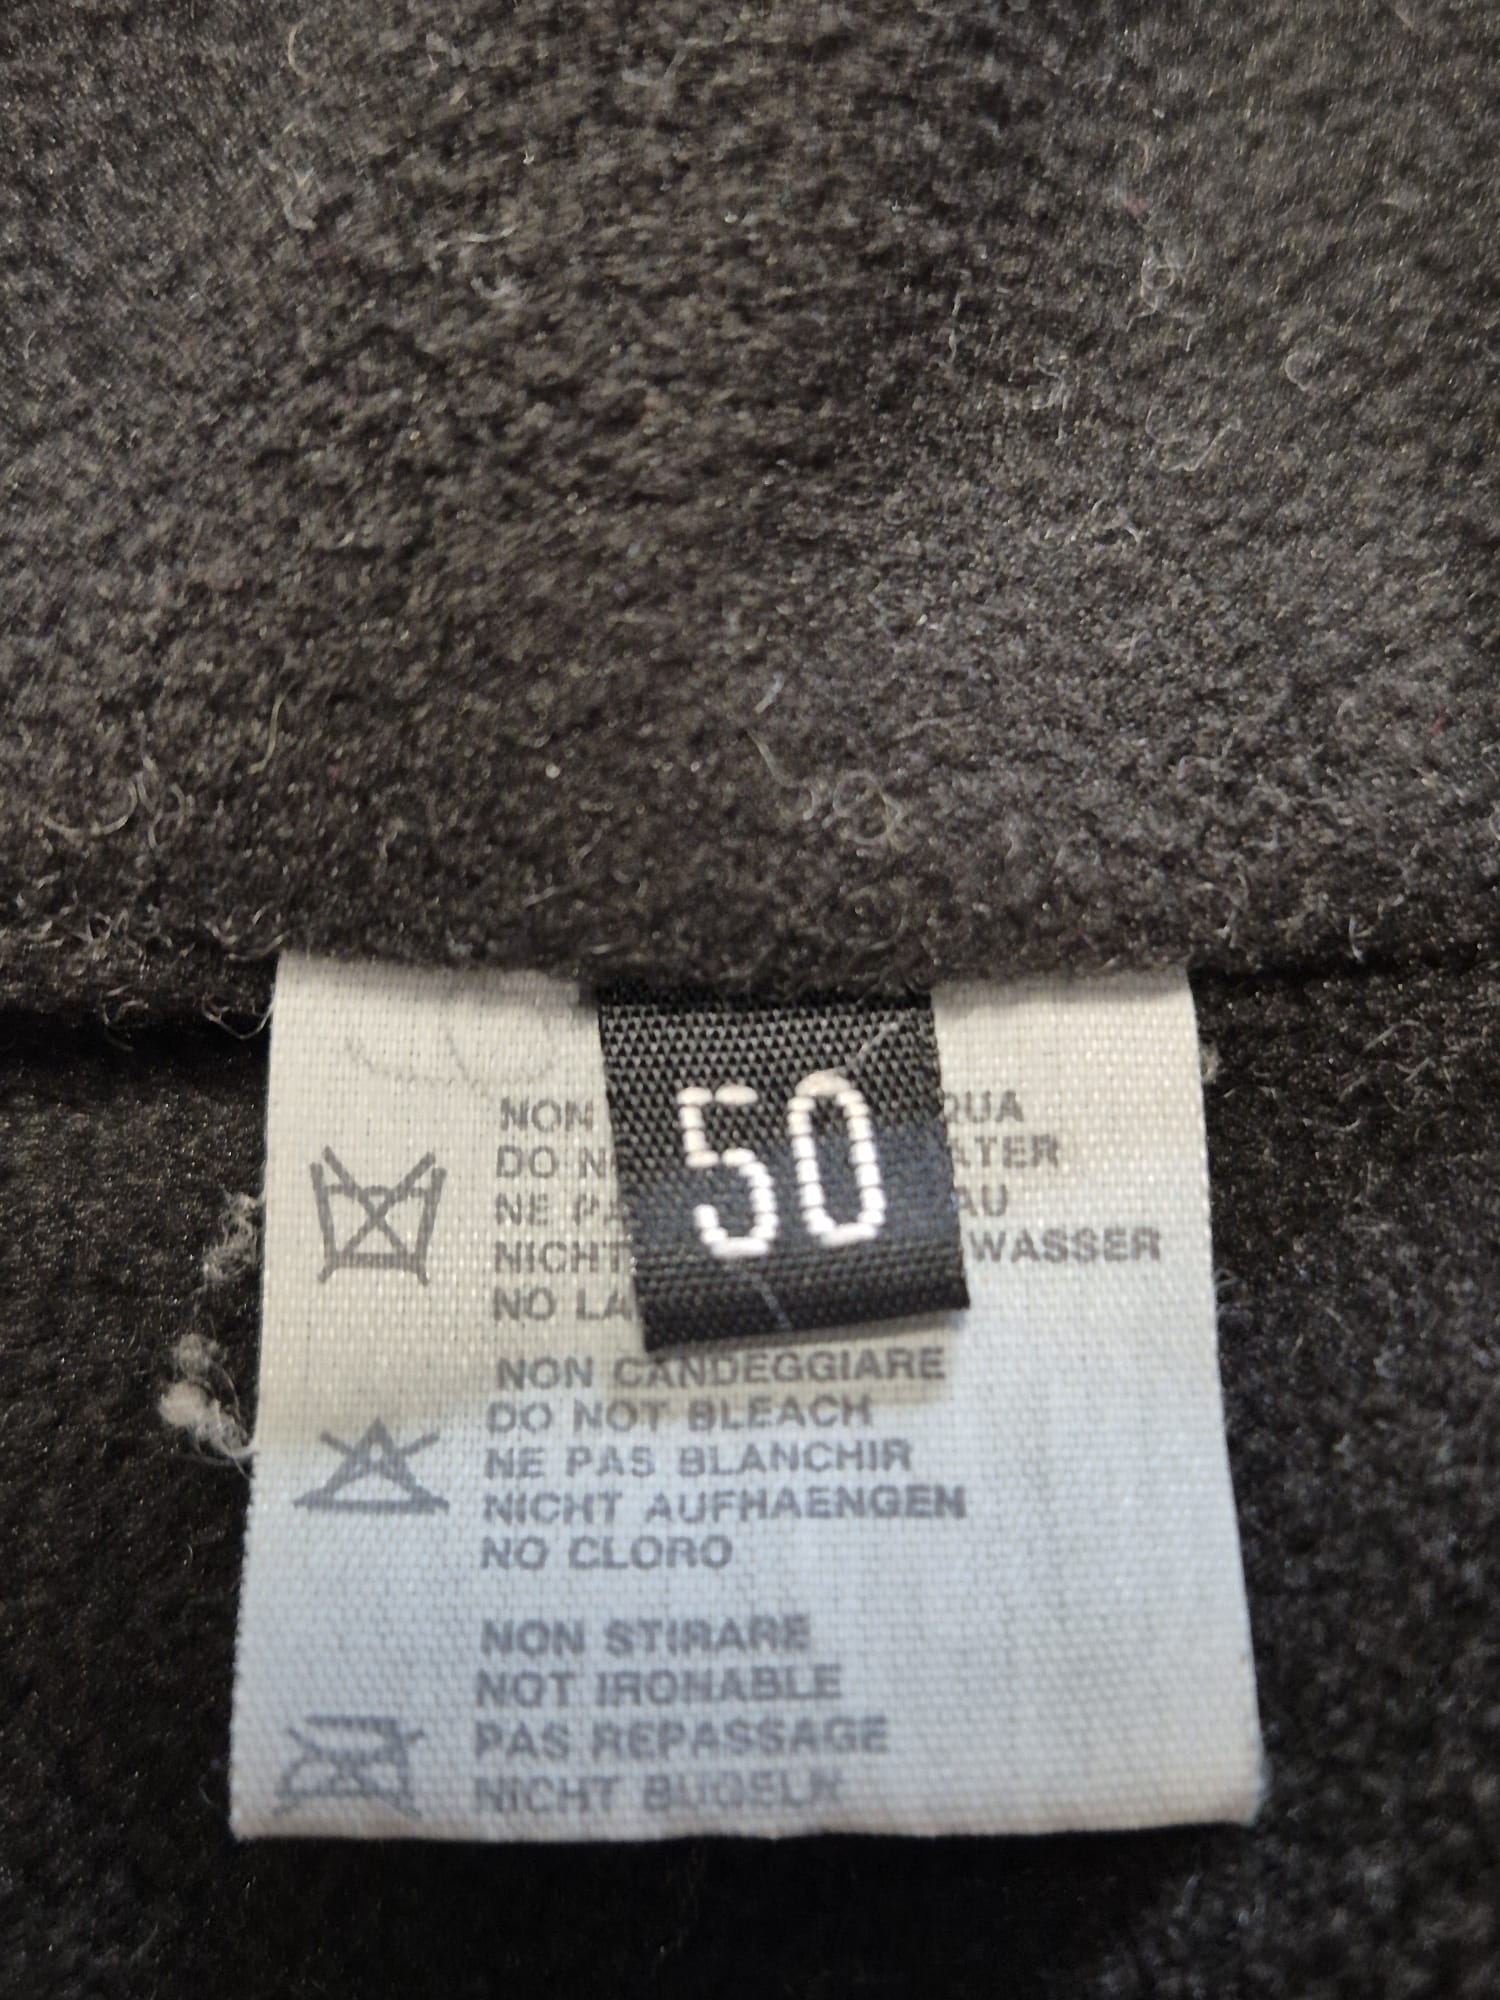 50
NON QUA
DO N ATER
NE PA AU
NICHT WASSER
NO LA
NON CANDEGGIARE
DO NOT BLEACH
NE PAS BLANCHIR
NICHT AUFHAENGEN
NO CLORO
NON STIRARE
NOT IRONABLE
PAS REPASSAGE
NICHT BUGELN